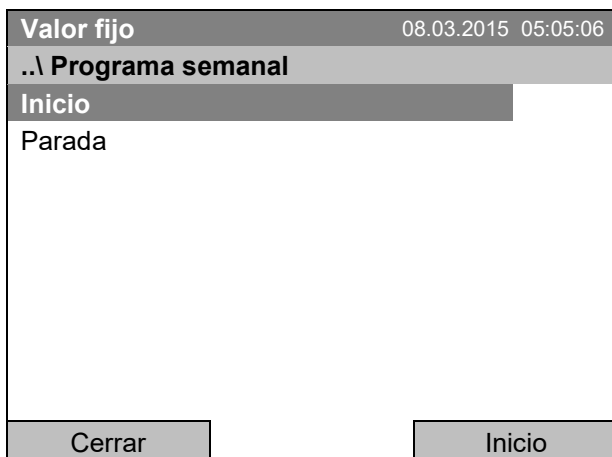 Valor fijo 08.03.2015 05:05:06
..\ Programa semanal
Inicio
Parada
Cerrar Inicio